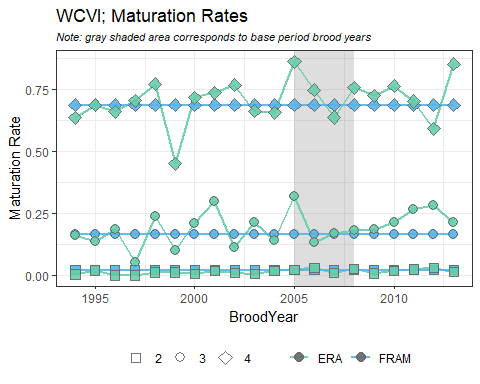 WCVI; Maturation Rates
Note: gray shaded area corresponds to base period brood years
Maturation Rate
0.75
0.50
0.25
0.00
1995 2000 2005 2010
BroodYear
2 3 4 ERA FRAM